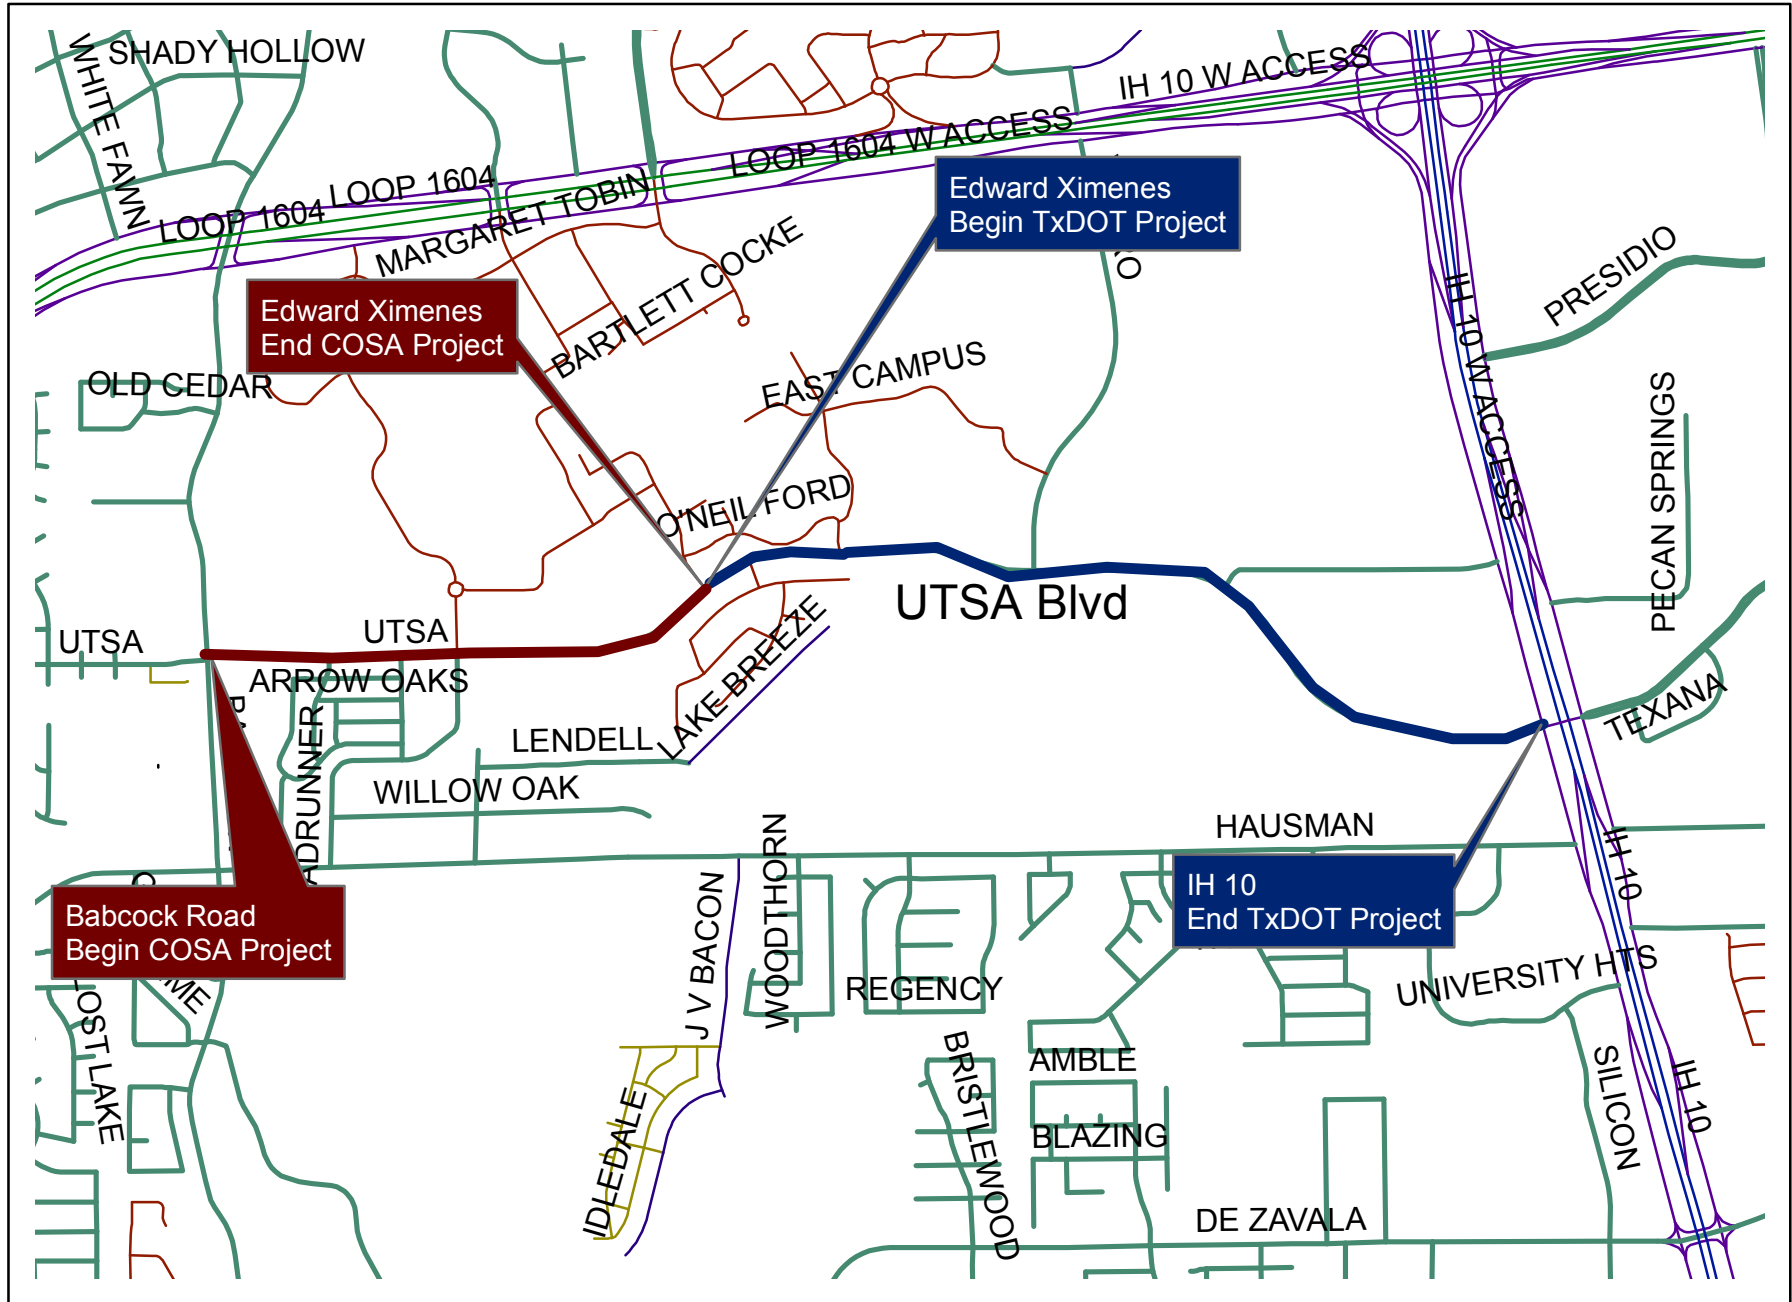 SHADY HOLLOW
WHITE FAWN
IH 10 W ACCESS
LOOP 1604 W ACCESS
LOOP 1604
LOOP 1604
MARGARET TOBIN
Edward Ximenes
Begin TxDOT Project
BARTLETT COCKE
PRESIDIO
IH 10 W ACCESS
Edward Ximenes
End COSA Project
OLD CEDAR
EAST CAMPUS
PECAN SPRINGS
O'NEIL FORD
UTSA Blvd
UTSA
UTSA
ARROW OAKS
LAKE BREEZE
TEXANA
LENDELL
WILLOW OAK
HAUSMAN
IH 10
WOODTHORN
J V BACON
IH 10
End TxDOT Project
Babcock Road
Begin COSA Project
REGENCY
UNIVERSITY HTS
LOST LAKE
BRISTLEWOOD
AMBLE
SILICON
IH 10
IDLEDALE
BLAZING
DE ZAVALA